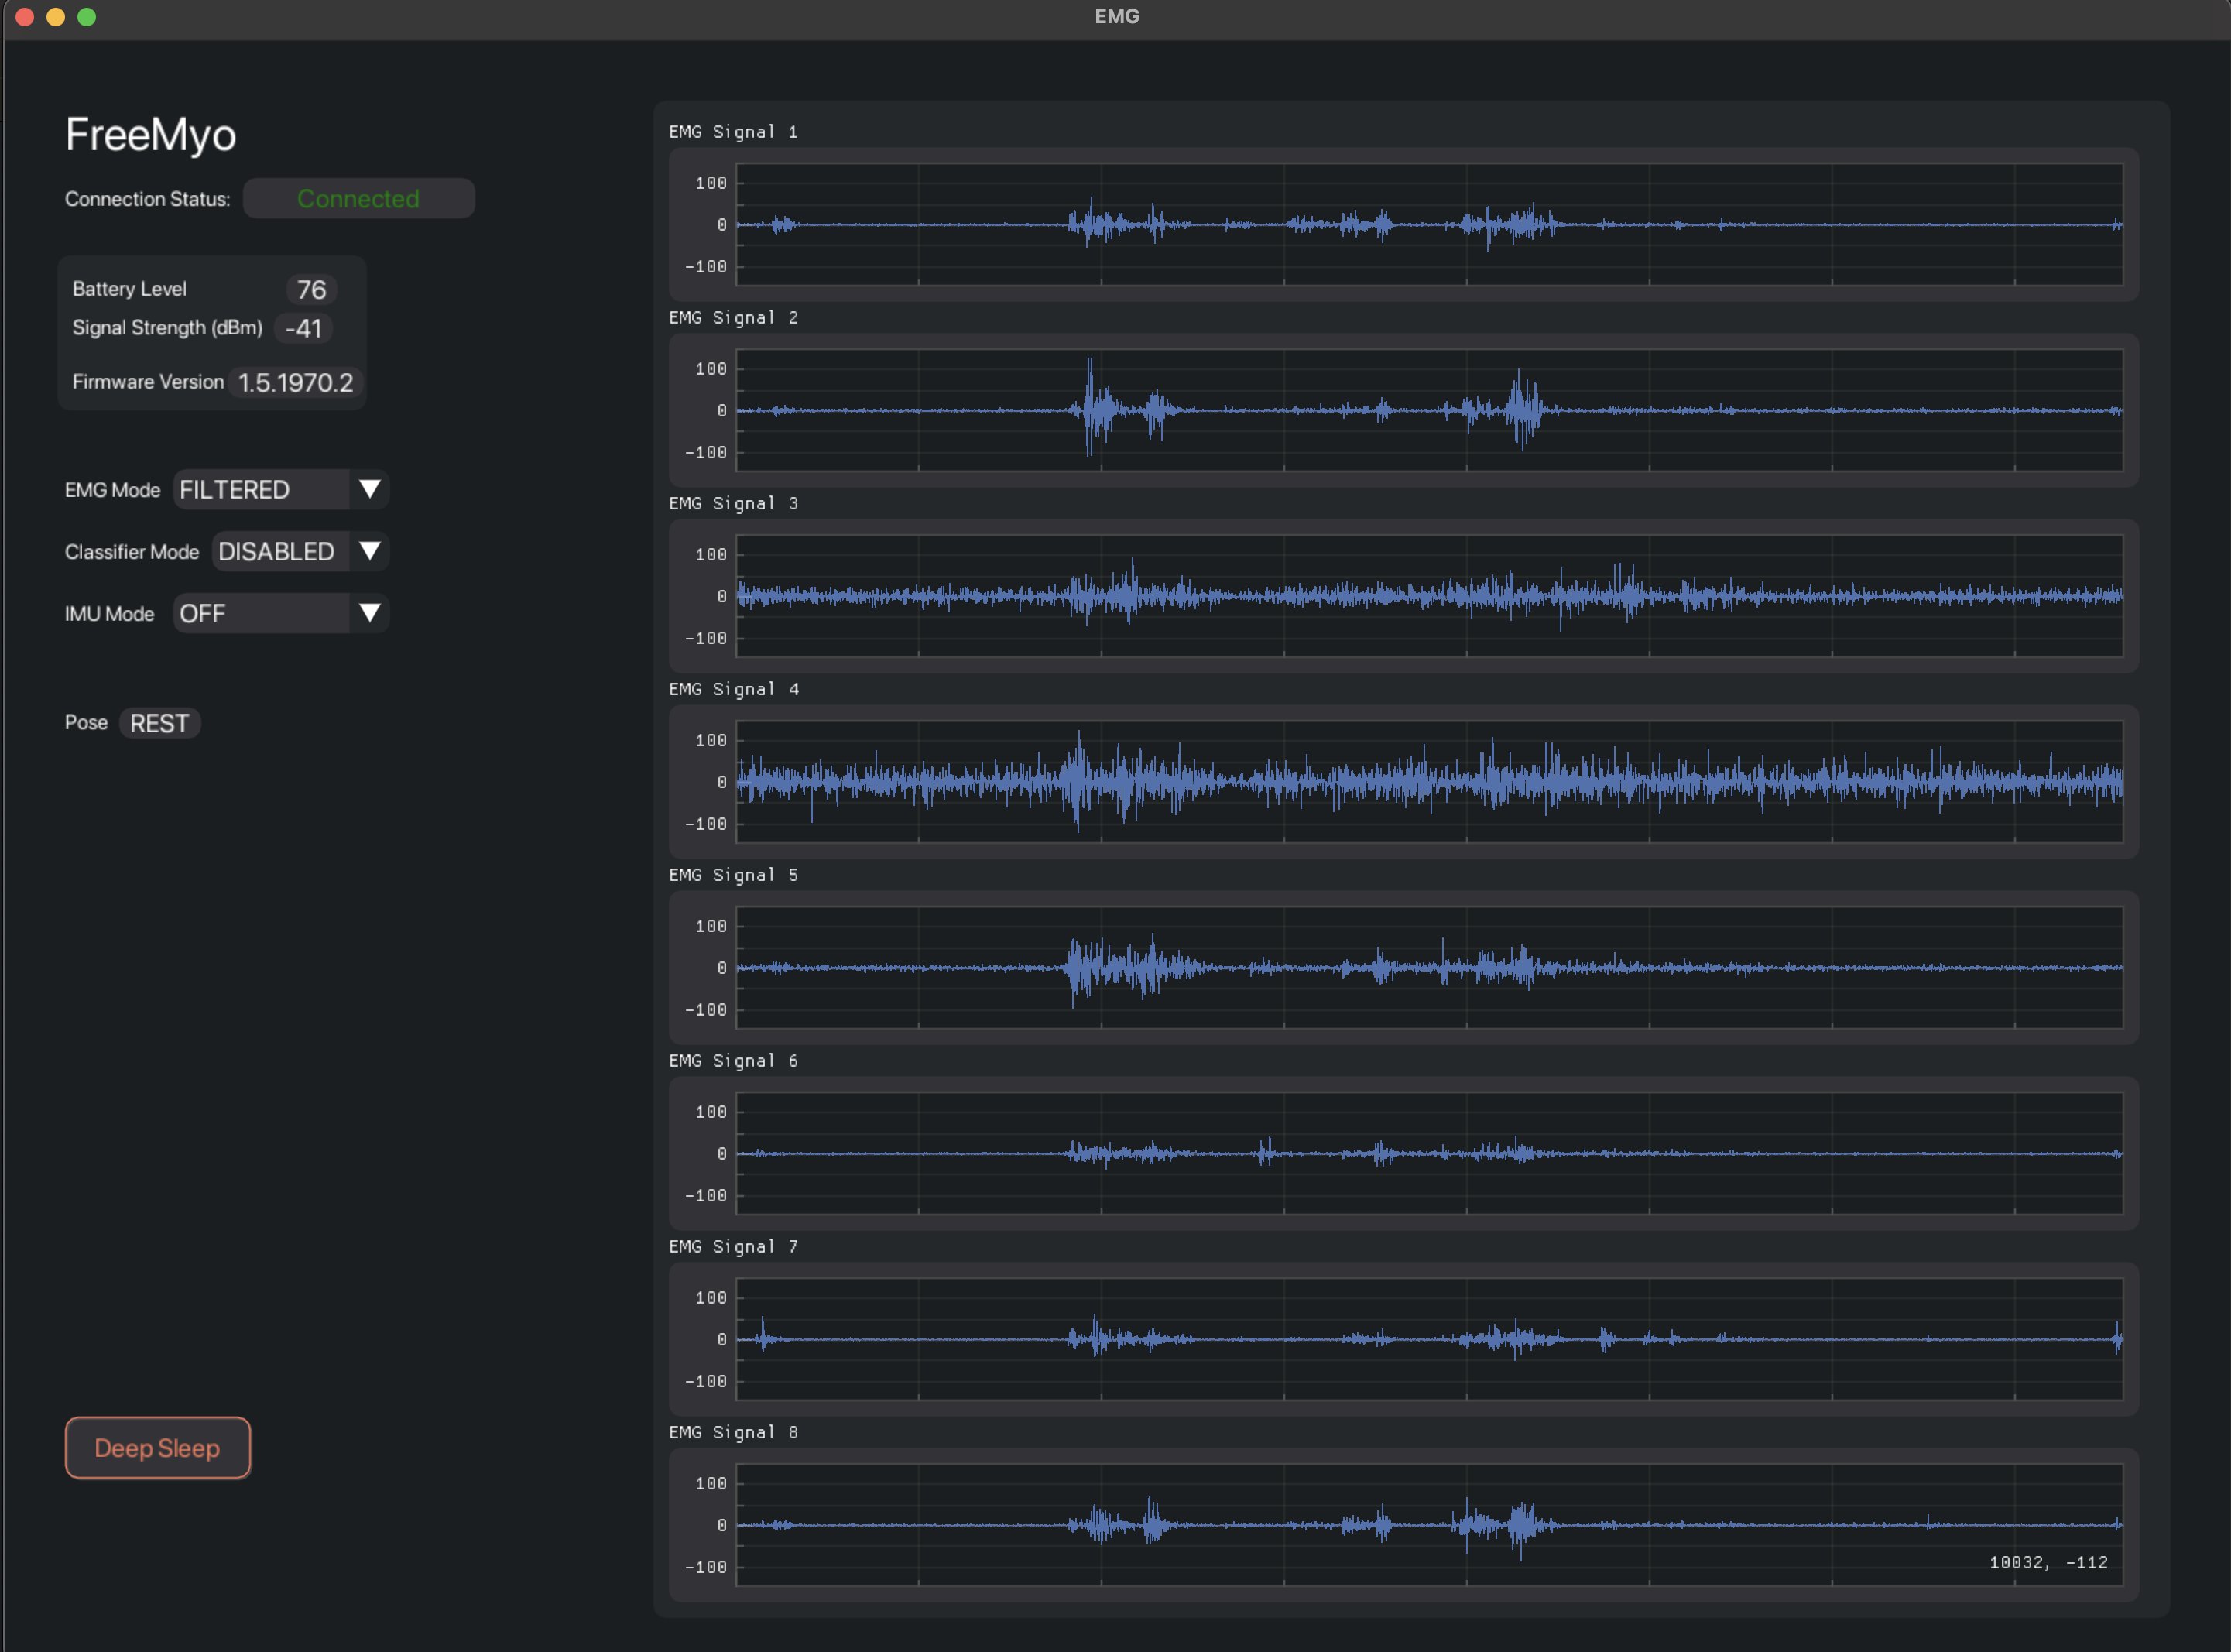 EMG
FreeMyo
Connection Status: Connected
Battery Level 76
Signal Strength (dBm) -41
Firmware Version 1.5.1970.2
EMG Mode FILTERED
Classifier Mode DISABLED
IMU Mode OFF
Pose REST
Deep Sleep
EMG Signal 1
100
0
-100
EMG Signal 2
100
0
-100
EMG Signal 3
100
0
-100
EMG Signal 4
100
0
-100
EMG Signal 5
100
0
-100
EMG Signal 6
100
0
-100
EMG Signal 7
100
0
-100
EMG Signal 8
100
0
-100
10032, -112